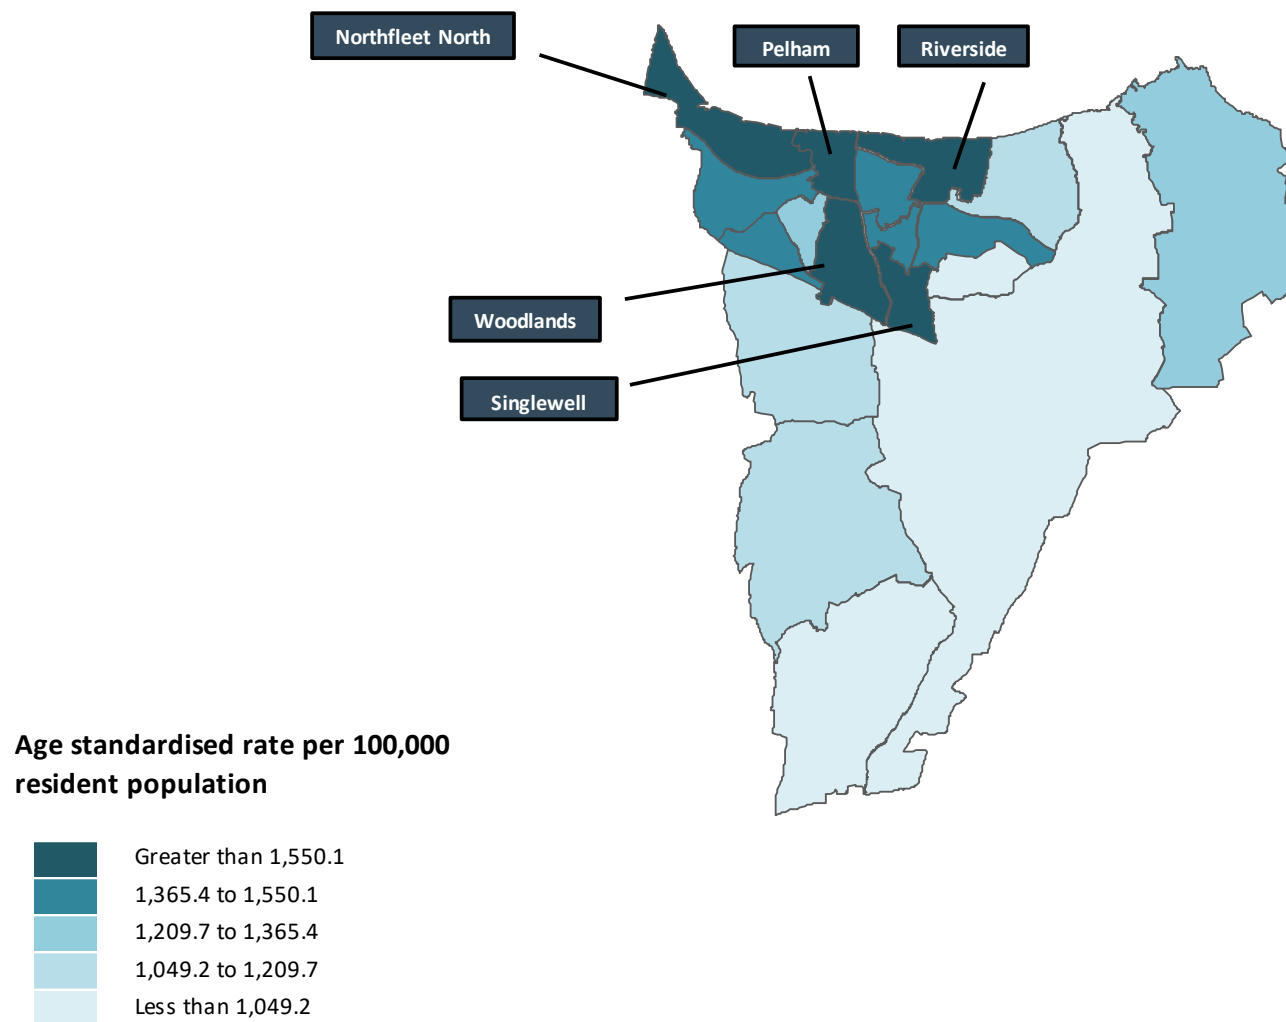 Northfleet North
Pelham
Riverside
Woodlands
Singlewell
Age standardised rate per 100,000
resident population
Greater than 1,550.1
1,365.4 to 1,550.1
1,209.7 to 1,365.4
1,049.2 to 1,209.7
Less than 1,049.2